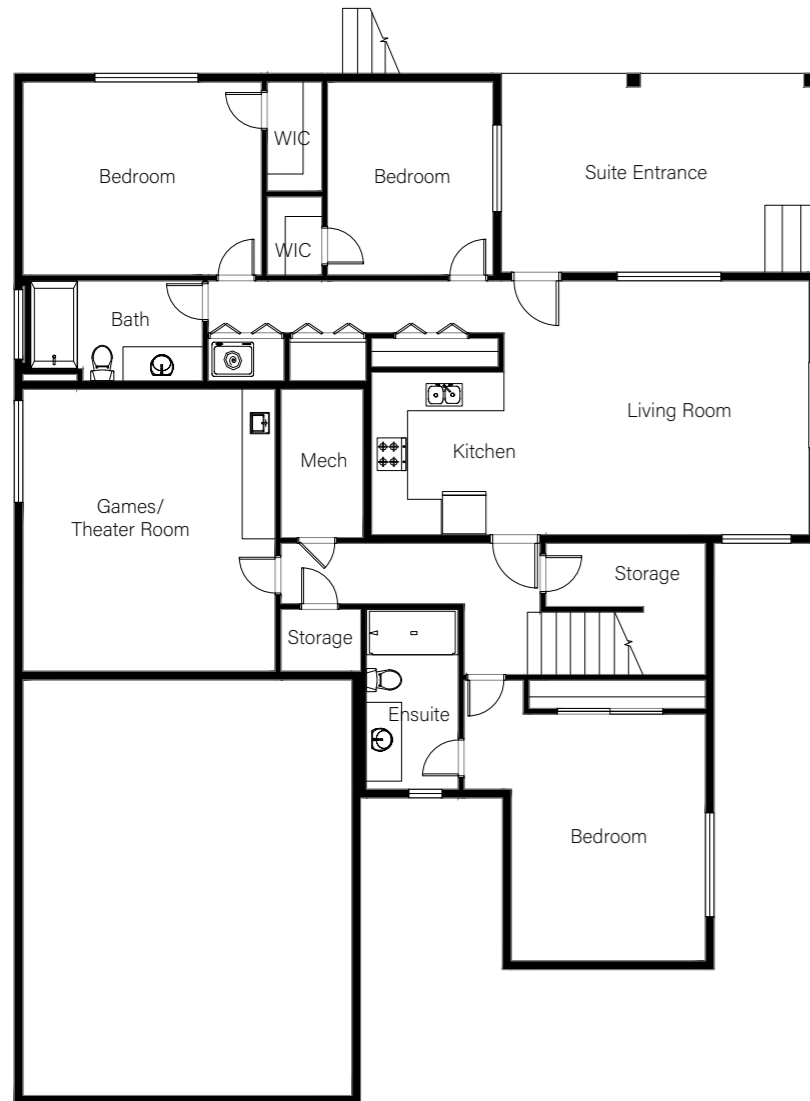 WIC
Bedroom
Bedroom
Suite Entrance
WIC
Bath
Living Room
Kitchen
Mech
Games/
Theater Room
Storage
Storage
Ensuite
Bedroom